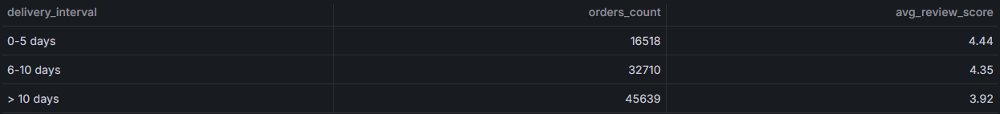 delivery_interval orders_count avg_review_score
0-5 days 16518 4.44
6-10 days 32710 4.35
> 10 days 45639 3.92